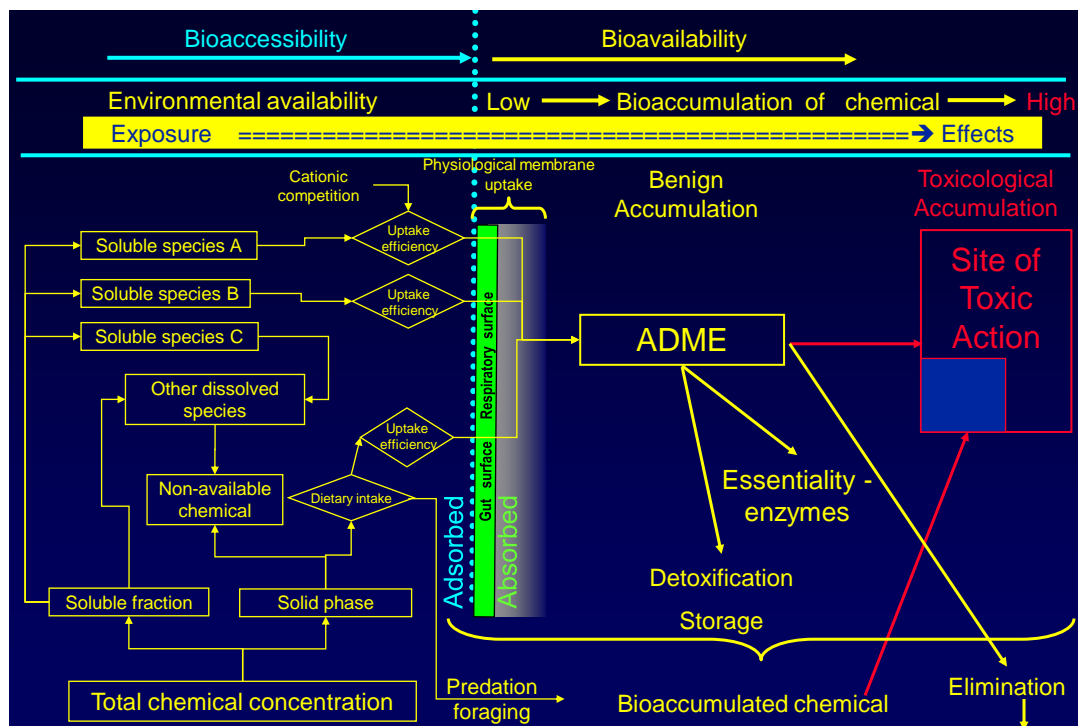 Bioaccessibility
Bioavailability
Environmental availability
Low
Bioaccumulation of chemical
High
Exposure ======================================== ➔ Effects
Physiological membrane
uptake
Cationic
competition
Benign
Accumulation
Toxicological
Accumulation
Soluble species A
Uptake
efficiency
Soluble species B
Uptake
efficiency
Soluble species C
Other dissolved
species
Uptake
efficiency
Non-available
chemical
Dietary intake
Soluble fraction
Solid phase
Total chemical concentration
Adsorbed
Gut surface Respiratory surface
Absorbed
ADME
Site of
Toxic
Action
Essentiality -
enzymes
Detoxification
Storage
Predation
foraging
Bioaccumulated chemical
Elimination